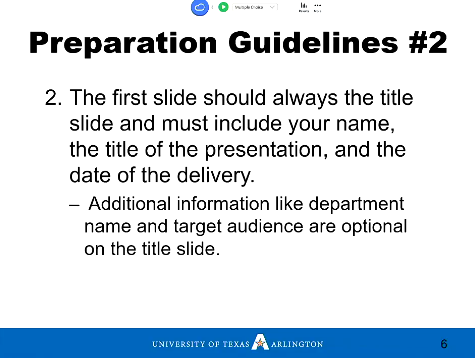 Multiple Choice
Preparation Guidelines #2
2. The first slide should always the title
slide and must include your name,
the title of the presentation, and the
date of the delivery.
– Additional information like department
name and target audience are optional
on the title slide.
UNIVERSITY OF TEXAS ARLINGTON
6